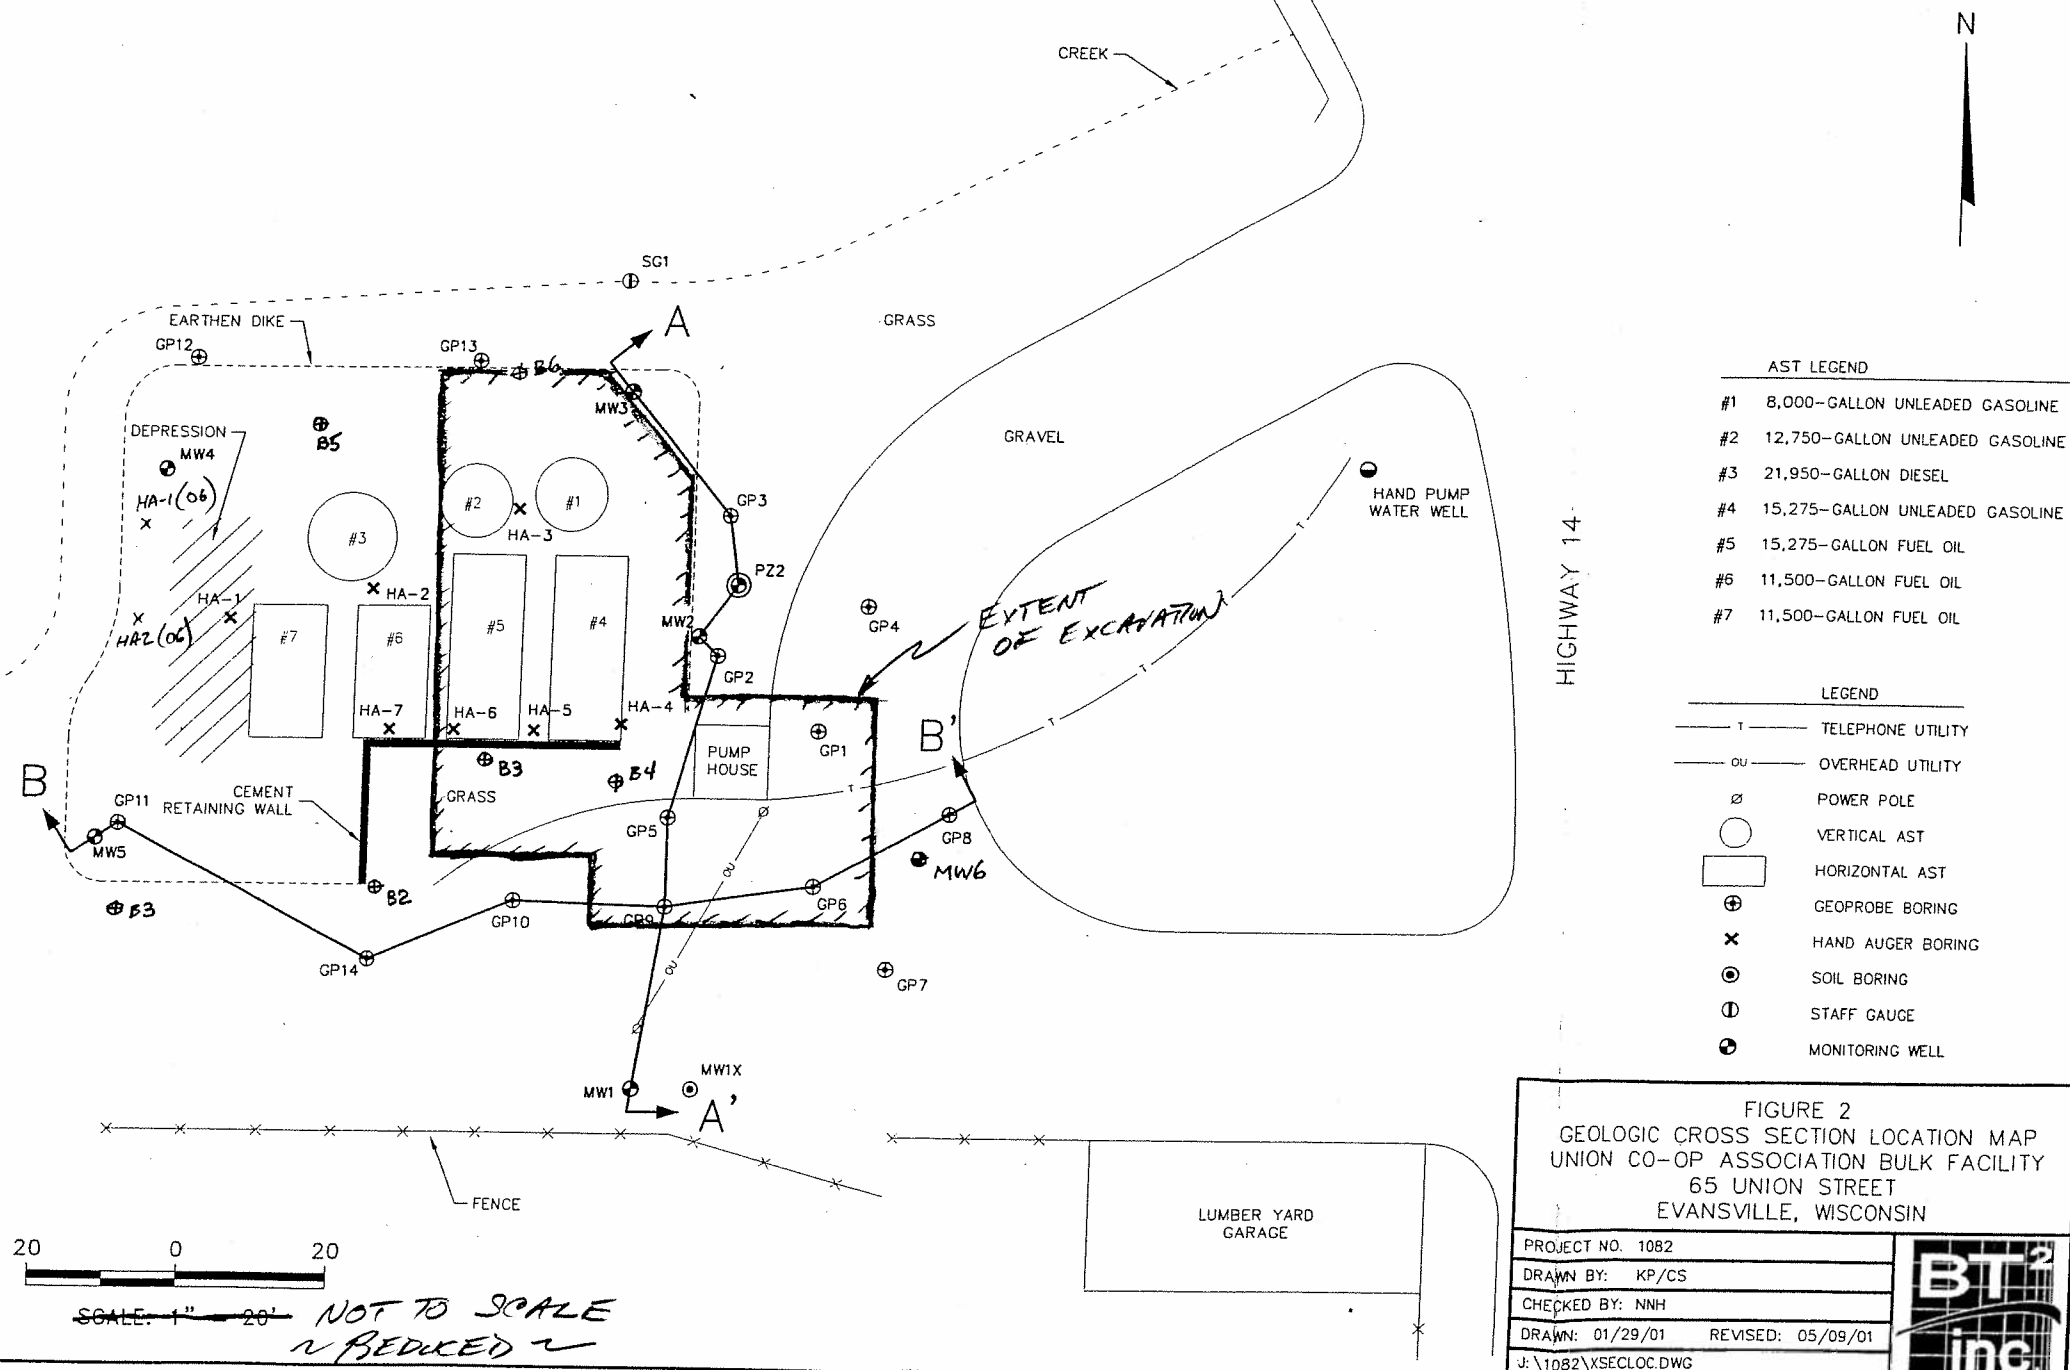 N
CREEK
SG1
A
EARTHEN DIKE
GRASS
GP12
GP13
B6
MW3
B5
DEPRESSION
MW4
HA-1(06)
GRAVEL
#2
#1
HA-3
GP3
#3
HAND PUMP
WATER WELL
PZ2
HA-1
HA-2
HA2(06)
#7
#6
#5
#4
MW2
GP2
GP4
EXTENT
OF EXCAVATION
HIGHWAY 14
HA-7
HA-6
HA-5
HA-4
PUMP
HOUSE
GP1
B'
T
T
T
T
B3
B4
B
GP11
CEMENT
RETAINING WALL
GRASS
MW5
GP5
GP8
MW6
OU
B3
B2
GP10
GP9
GP6
GP14
OU
GP7
MW1
MW1X
A'
FENCE
LUMBER YARD
GARAGE
20 0 20
SCALE: 1" = 20'
NOT TO SCALE
~ REDUCED ~
AST LEGEND
#1 8,000-GALLON UNLEADED GASOLINE
#2 12,750-GALLON UNLEADED GASOLINE
#3 21,950-GALLON DIESEL
#4 15,275-GALLON UNLEADED GASOLINE
#5 15,275-GALLON FUEL OIL
#6 11,500-GALLON FUEL OIL
#7 11,500-GALLON FUEL OIL
LEGEND
T TELEPHONE UTILITY
OU OVERHEAD UTILITY
POWER POLE
VERTICAL AST
HORIZONTAL AST
GEOPROBE BORING
HAND AUGER BORING
SOIL BORING
STAFF GAUGE
MONITORING WELL
FIGURE 2
GEOLOGIC CROSS SECTION LOCATION MAP
UNION CO-OP ASSOCIATION BULK FACILITY
65 UNION STREET
EVANSVILLE, WISCONSIN
PROJECT NO. 1082
DRAWN BY: KP/CS
CHECKED BY: NNH
DRAWN: 01/29/01 REVISED: 05/09/01
J:\1082\XSECLOC.DWG
BT²
inc